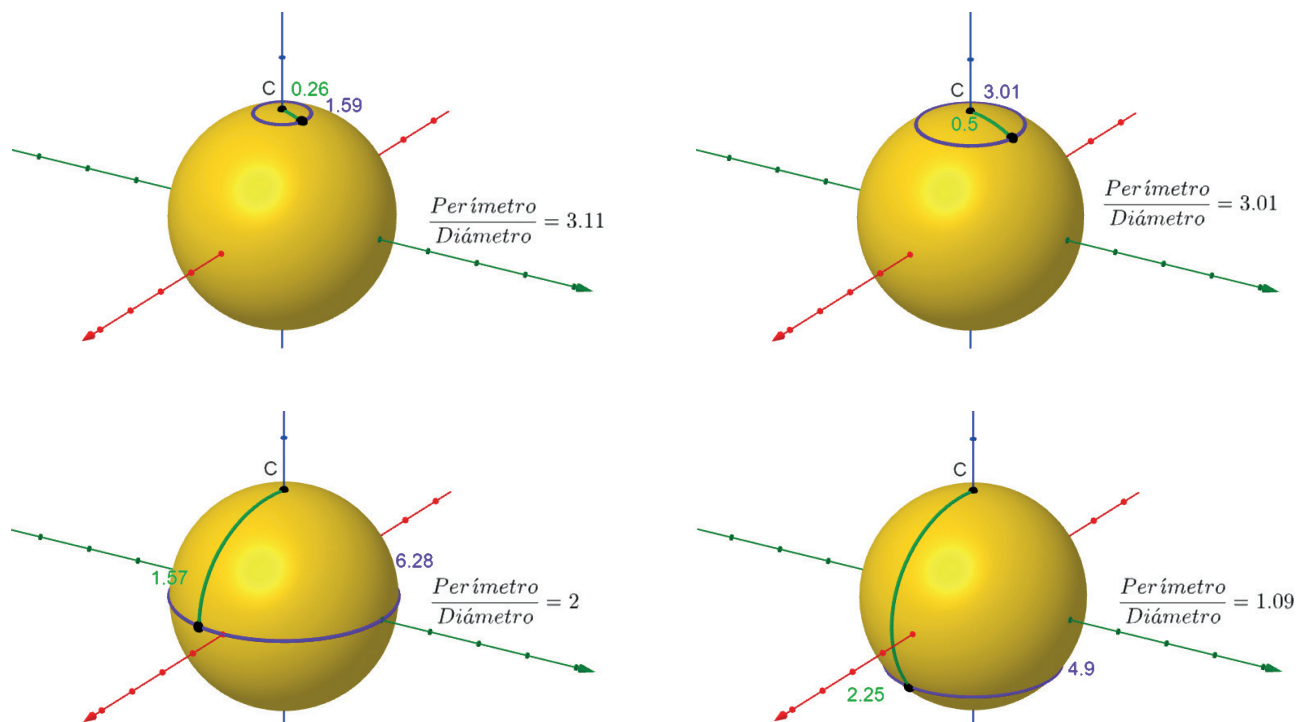 C
0.26
1.59
Perímetro
Diámetro = 3.11
C
3.01
0.5
Perímetro
Diámetro = 3.01
C
1.57
6.28
Perímetro
Diámetro = 2
C
2.25
4.9
Perímetro
Diámetro = 1.09